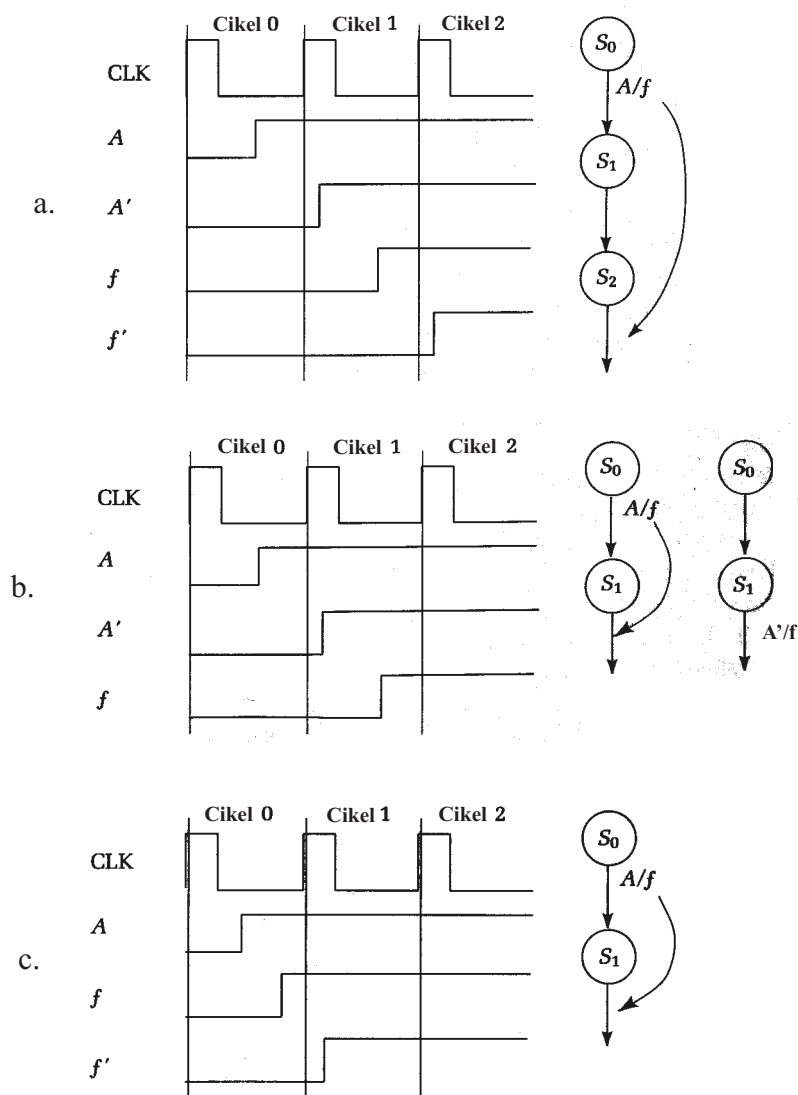 Cikel 0 Cikel 1 Cikel 2
CLK
A
A'
f
f'
a.
S0
A/f
S1
S2
Cikel 0 Cikel 1 Cikel 2
CLK
A
A'
f
b.
S0
A/f
S1
S0
S1
A'/f
Cikel 0 Cikel 1 Cikel 2
CLK
A
f
f'
c.
S0
A/f
S1